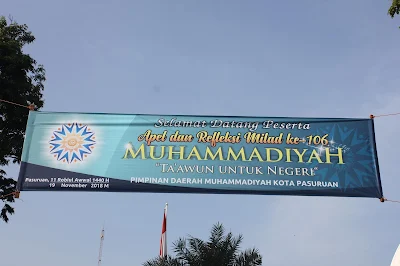 Selamat Datang Peserta
Apel dan Refleksi Milad ke-106
MUHAMMADIYAH
"TA'AWUN UNTUK NEGERI"
PIMPINAN DAERAH MUHAMMADIYAH KOTA PASURUAN
Pasuruan, 11 Robiul Awwal 1440 H
19 November 2018 M